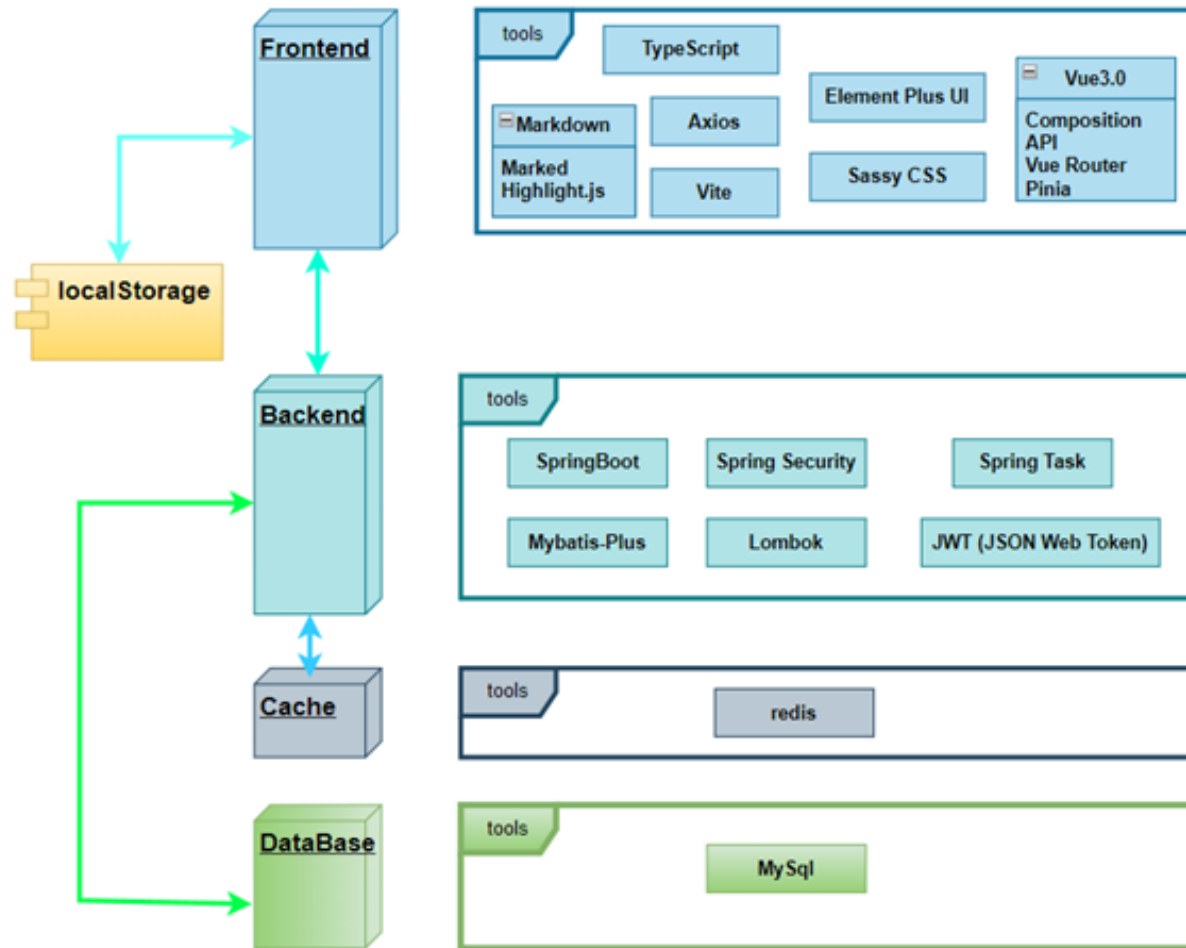 Frontend
tools
TypeScript
Markdown
Marked
Highlight.js
Axios
Vite
Element Plus UI
Sassy CSS
Vue3.0
Composition
API
Vue Router
Pinia
localStorage
Backend
tools
SpringBoot
Spring Security
Spring Task
Mybatis-Plus
Lombok
JWT (JSON Web Token)
Cache
tools
redis
DataBase
tools
MySql